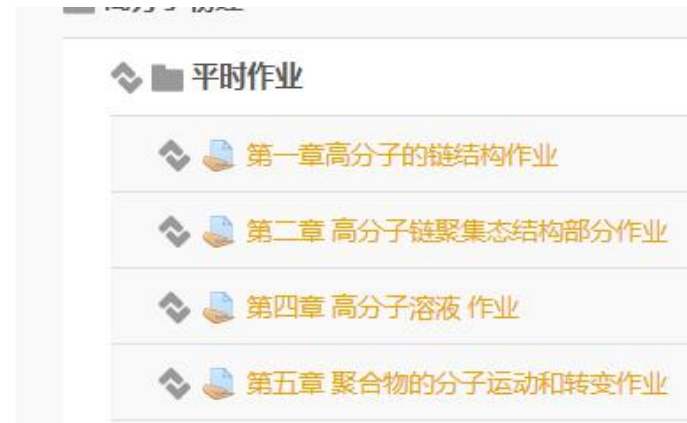 平时作业
第一章高分子的链结构作业
第二章 高分子链聚集态结构部分作业
第四章 高分子溶液 作业
第五章 聚合物的分子运动和转变作业